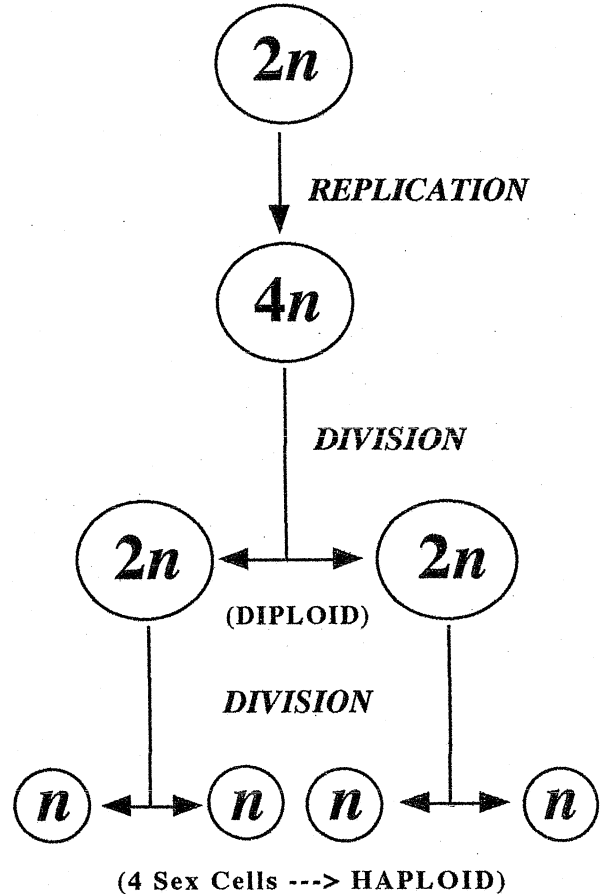 2n
REPLICATION
4n
DIVISION
2n 2n
(DIPLOID)
DIVISION
n n n n
(4 Sex Cells ---> HAPLOID)